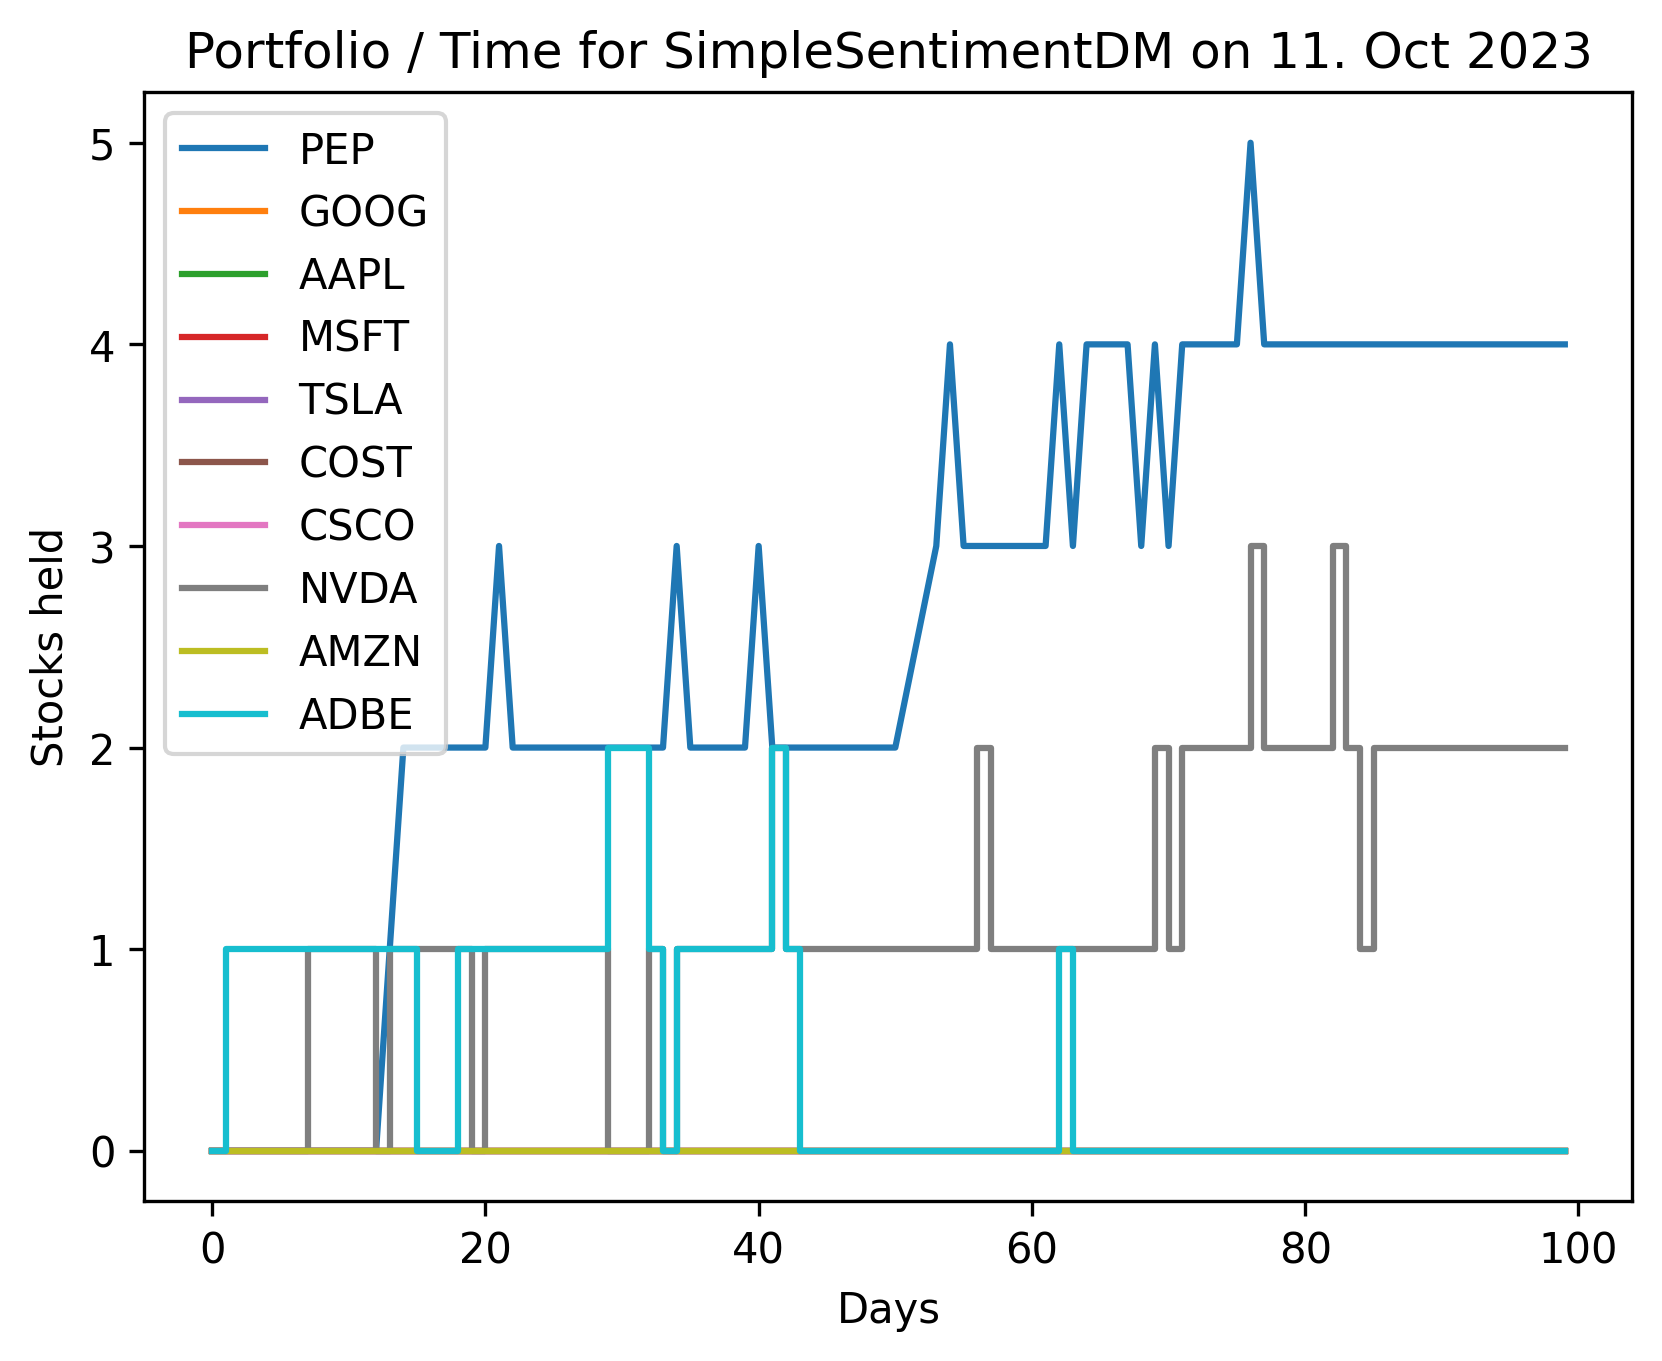 Portfolio / Time for SimpleSentimentDM on 11. Oct 2023
PEP
GOOG
AAPL
MSFT
TSLA
COST
CSCO
NVDA
AMZN
ADBE
Stocks held
5
4
3
2
1
0
0 20 40 60 80 100
Days